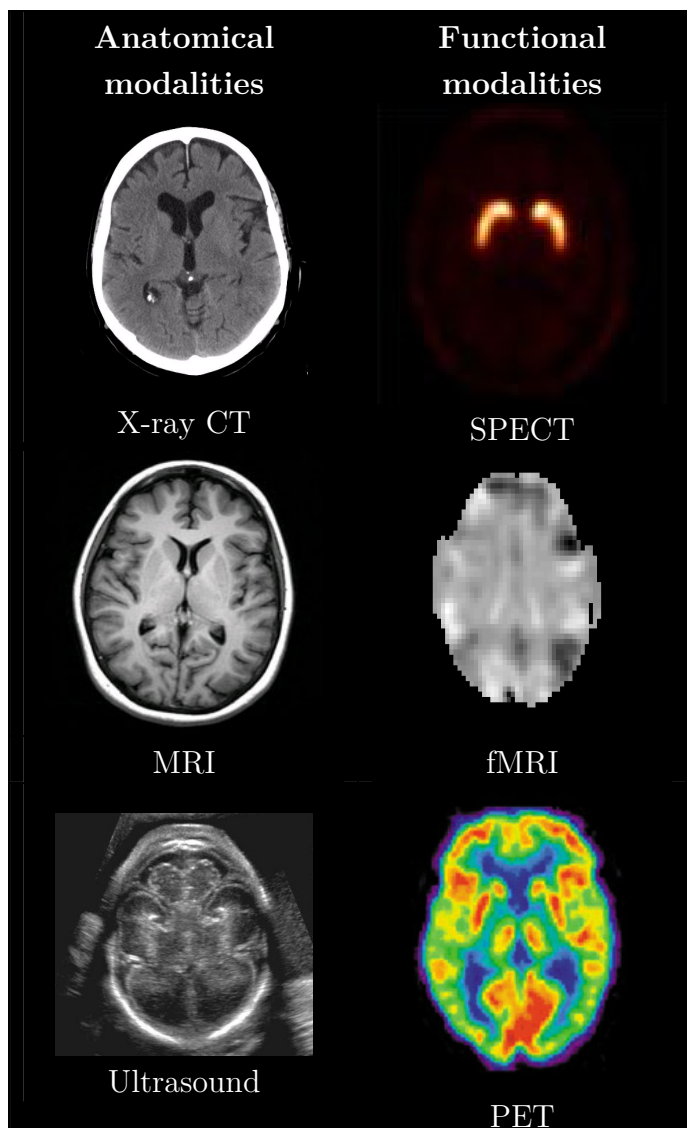 Anatomical
modalities
Functional
modalities
X-ray CT
SPECT
MRI
fMRI
Ultrasound
PET